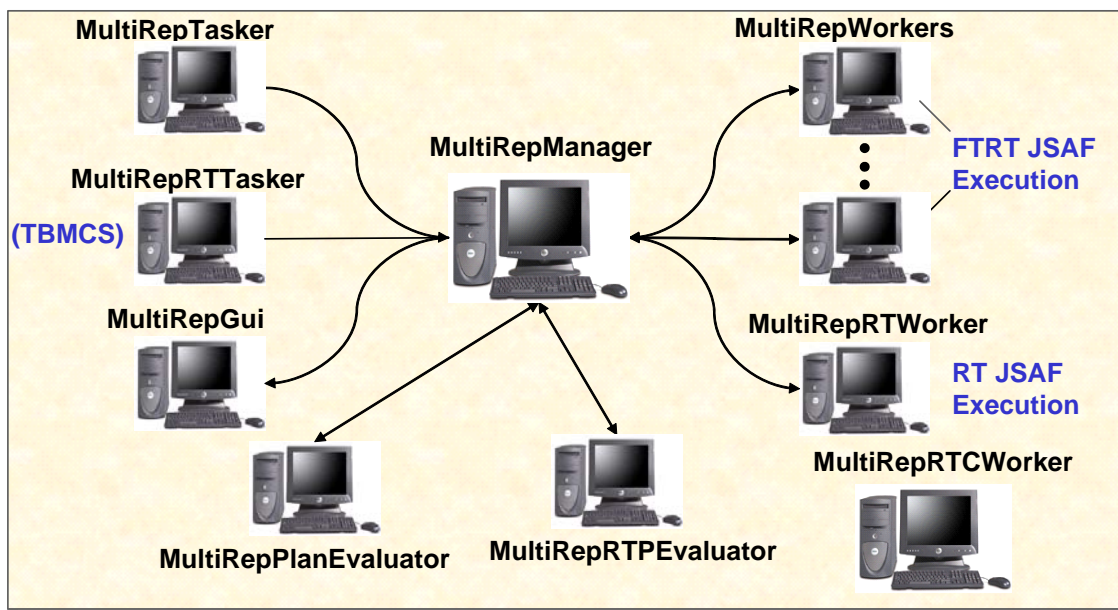 MultiRepTasker
MultiRepWorkers
MultiRepManager
FTRT JSAF
Execution
MultiRepRTTasker
(TBMCS)
MultiRepGui
MultiRepRTWorker
RT JSAF
Execution
MultiRepRTCWorker
MultiRepPlanEvaluator
MultiRepRTPEvaluator